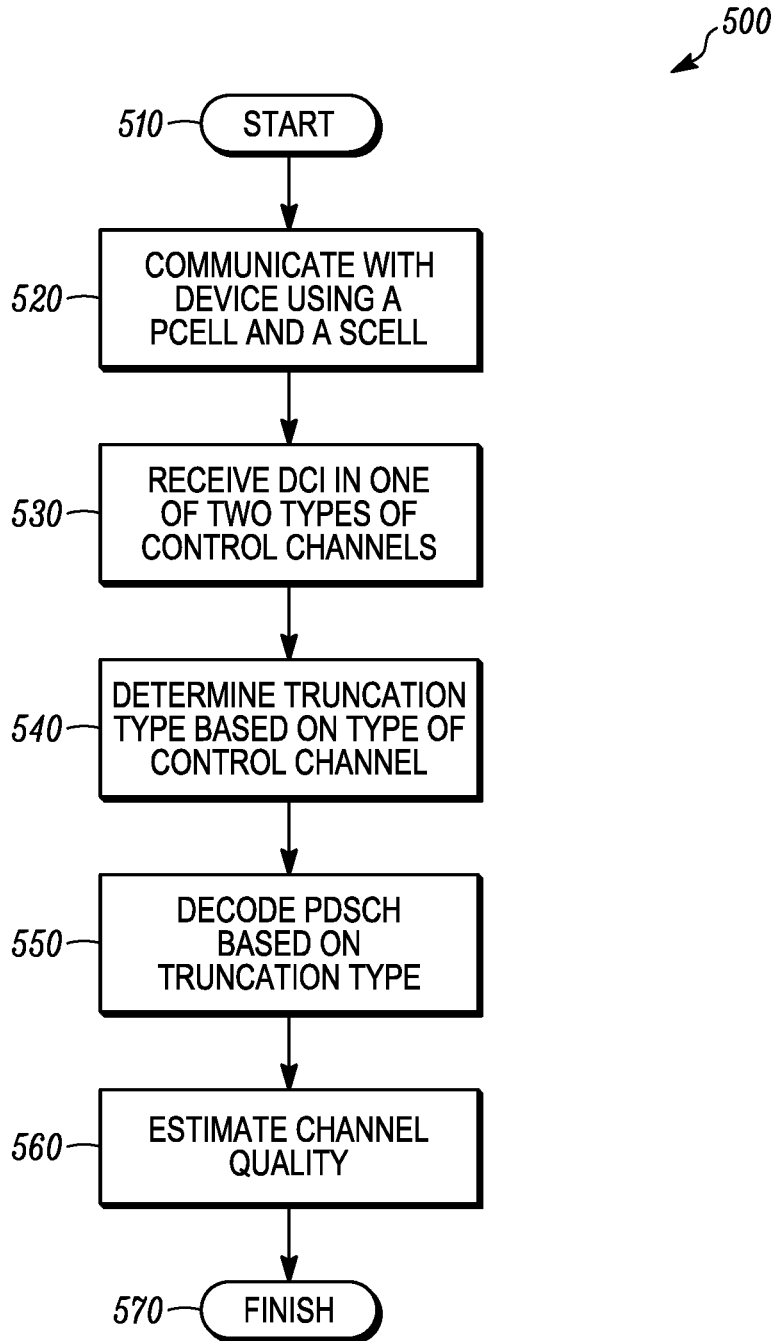 500
510
START
520
COMMUNICATE WITH
DEVICE USING A
PCELL AND A SCELL
530
RECEIVE DCI IN ONE
OF TWO TYPES OF
CONTROL CHANNELS
540
DETERMINE TRUNCATION
TYPE BASED ON TYPE OF
CONTROL CHANNEL
550
DECODE PDSCH
BASED ON
TRUNCATION TYPE
560
ESTIMATE CHANNEL
QUALITY
570
FINISH